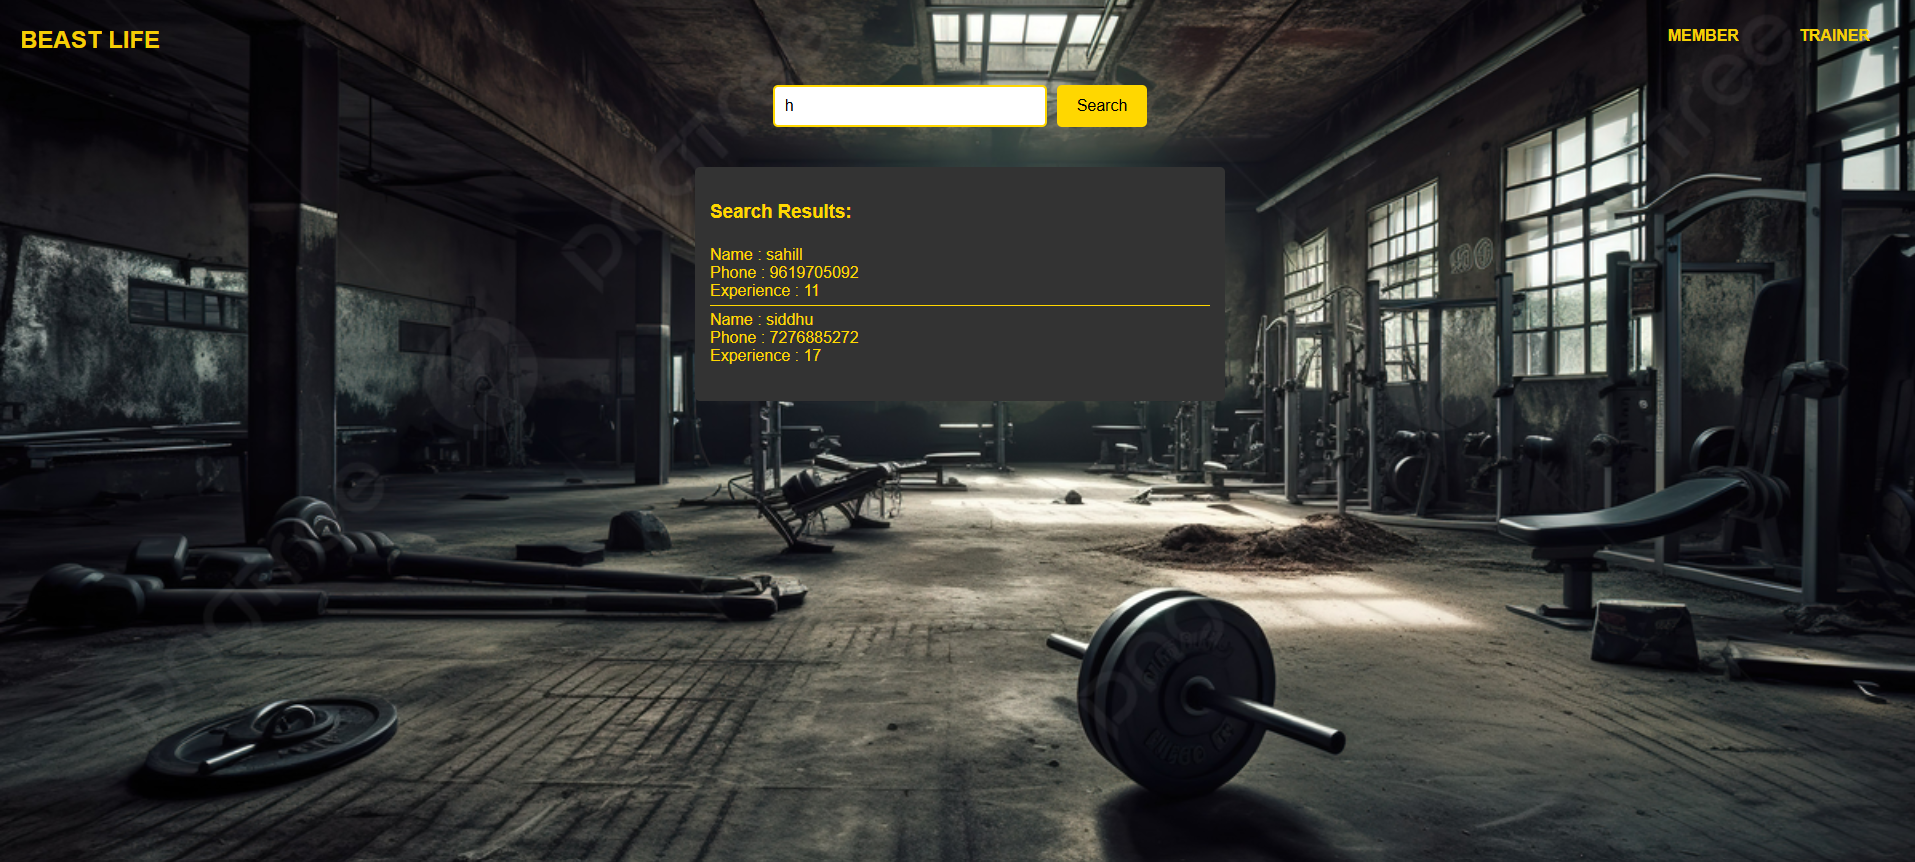 BEAST LIFE
MEMBER
TRAINER
h
Search
Search Results:
Name : sahill
Phone : 9619705092
Experience : 11
Name : siddhu
Phone : 7276885272
Experience : 17